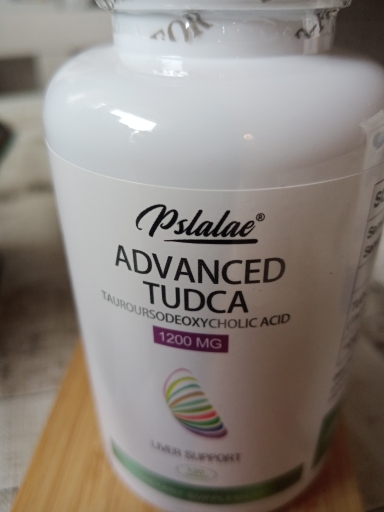 Pslalae®
ADVANCED
TUDCA
TAUROURSODEOXYCHOLIC ACID
1200 MG
LIVER SUPPORT